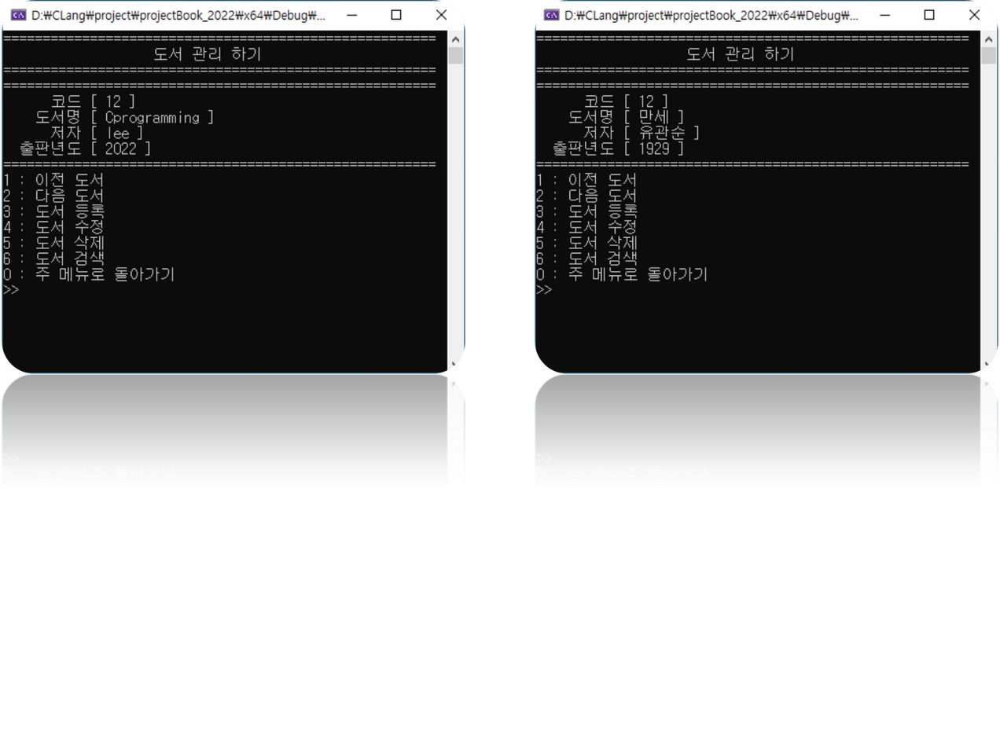 D:₩CLang₩project₩projectBook_2022₩x64₩Debug₩...
==========================================================
도서 관리 하기
==========================================================
==========================================================
코드 [ 12 ]
도서명 [ Cprogramming ]
저자 [ lee ]
출판년도 [ 2022 ]
==========================================================
1 : 이전 도서
2 : 다음 도서
3 : 도서 등록
4 : 도서 수정
5 : 도서 삭제
6 : 도서 검색
0 : 주 메뉴로 돌아가기
>>
D:₩CLang₩project₩projectBook_2022₩x64₩Debug₩...
==========================================================
도서 관리 하기
==========================================================
==========================================================
코드 [ 12 ]
도서명 [ 만세 ]
저자 [ 유관순 ]
출판년도 [ 1929 ]
==========================================================
1 : 이전 도서
2 : 다음 도서
3 : 도서 등록
4 : 도서 수정
5 : 도서 삭제
6 : 도서 검색
0 : 주 메뉴로 돌아가기
>>